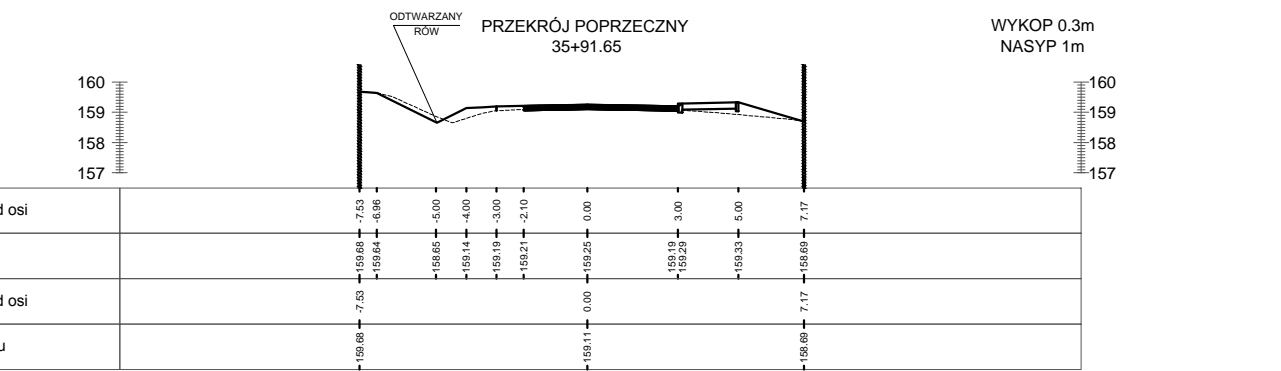 ODTWARZANY
RÓW
PRZEKRÓJ POPRZECZNY
35+91.65
WYKOP 0.3m
NASYP 1m
160
159
158
157
160
159
158
157
d osi
-7.53 -6.96 -5.00 -4.00 -3.00 -2.10 0.00 3.00 5.00 7.17
159.68 159.64 158.65 159.14 159.19 159.21 159.25 159.19 159.29 159.33 158.69
d osi
-7.53 0.00 7.17
u
159.68 159.11 158.69